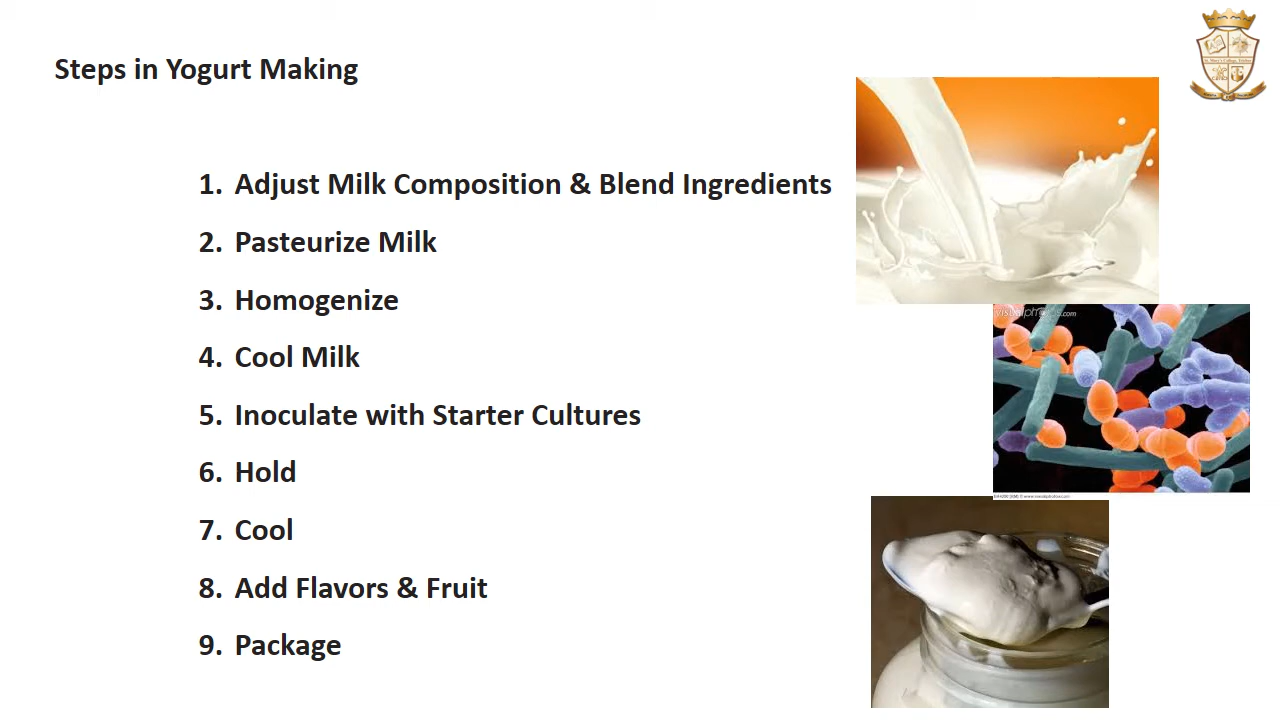 Steps in Yogurt Making
1. Adjust Milk Composition & Blend Ingredients
2. Pasteurize Milk
3. Homogenize
4. Cool Milk
5. Inoculate with Starter Cultures
6. Hold
7. Cool
8. Add Flavors & Fruit
9. Package